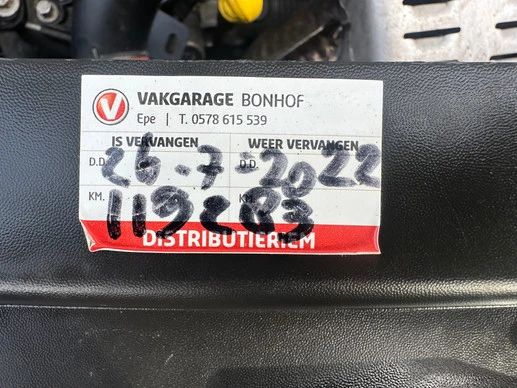 V VAKGARAGE BONHOF
Epe | T. 0578 615 539
IS VERVANGEN WEER VERVANGEN
D.D. 26-7-2022 D.D.
KM. 119283 KM.
DISTRIBUTIERIEM